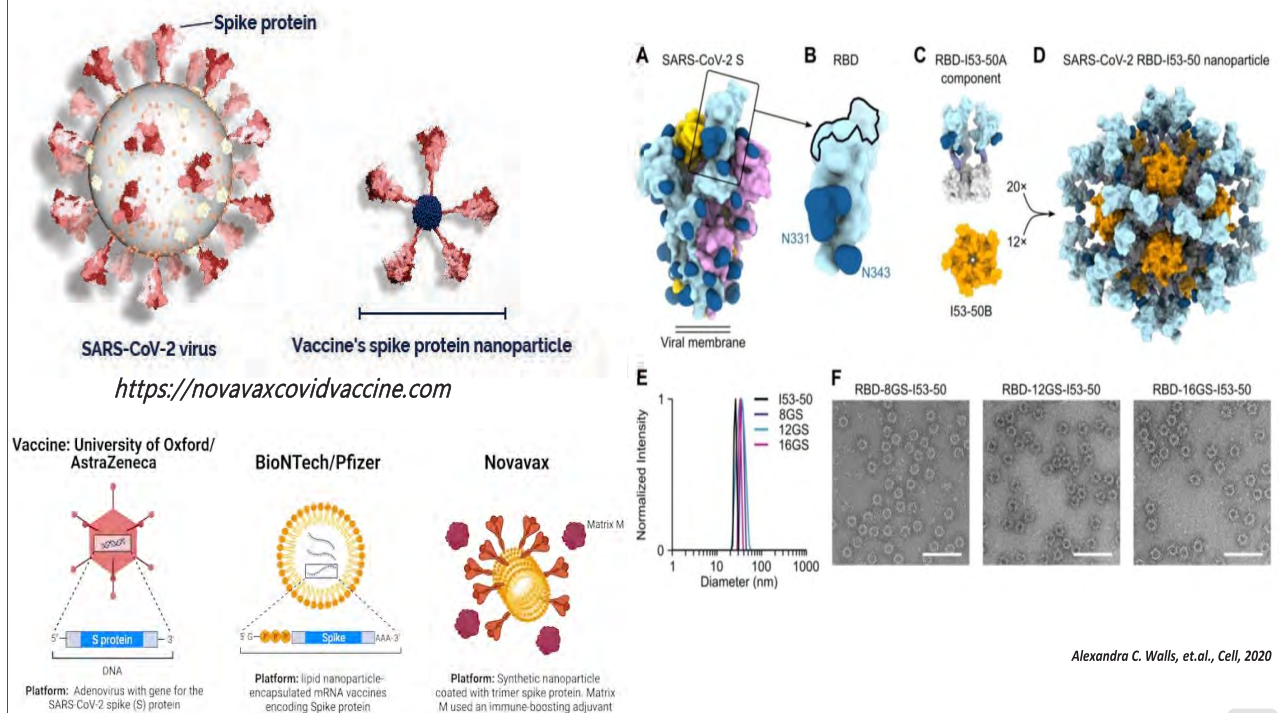 Spike protein
SARS-CoV-2 virus
Vaccine's spike protein nanoparticle
https://novavaxcovidvaccine.com
Vaccine: University of Oxford/
AstraZeneca
S protein
5'
3'
DNA
Platform: Adenovirus with gene for the
SARS-CoV-2 spike (S) protein
BioNTech/Pfizer
5' G
P P P
Spike
AAA-3'
Platform: lipid nanoparticle-
encapsulated mRNA vaccines
encoding Spike protein
Novavax
Matrix M
Platform: Synthetic nanoparticle
coated with trimer spike protein. Matrix
M used an immune-boosting adjuvant
A SARS-CoV-2 S
Viral membrane
B RBD
N331
N343
C RBD-I53-50A
component
20×
12×
I53-50B
D SARS-CoV-2 RBD-I53-50 nanoparticle
E
Normalized Intensity
1
0
I53-50
8GS
12GS
16GS
1 10 100 1000
Diameter (nm)
F
RBD-8GS-I53-50
RBD-12GS-I53-50
RBD-16GS-I53-50
Alexandra C. Walls, et.al., Cell, 2020